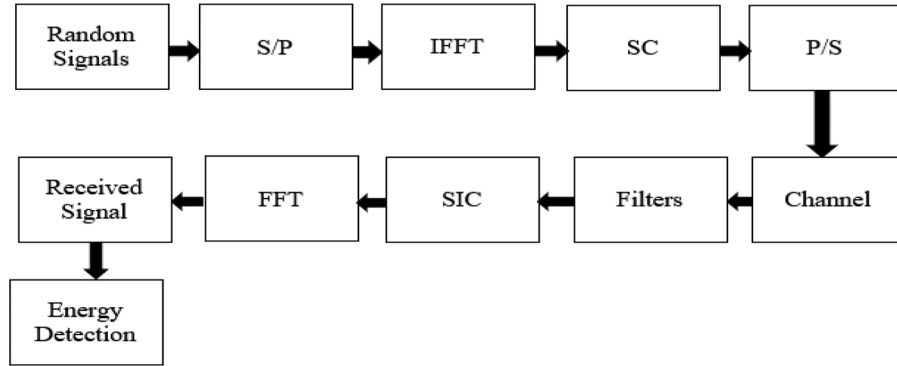 Random
Signals
S/P
IFFT
SC
P/S
Received
Signal
FFT
SIC
Filters
Channel
Energy
Detection